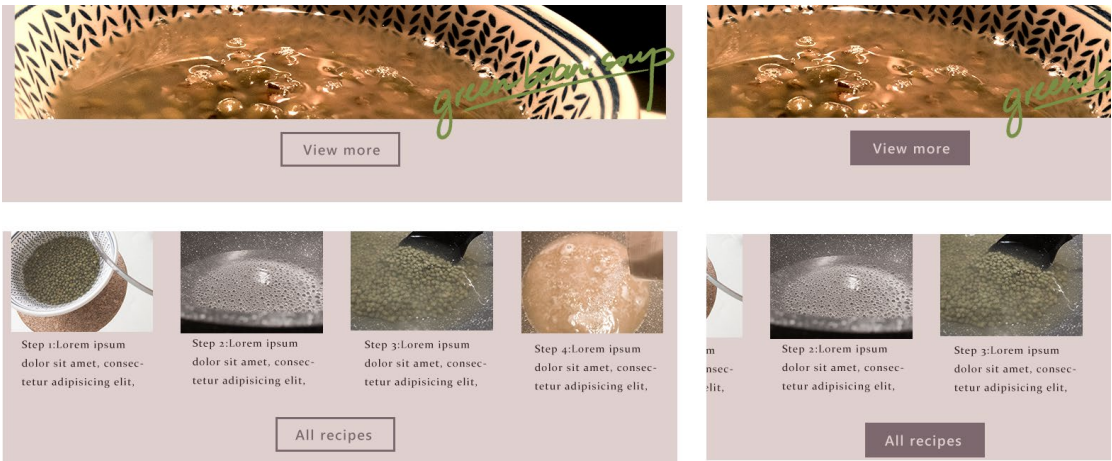 green bean soup
green b
View more
View more
Step 1:Lorem ipsum
dolor sit amet, consec-
tetur adipisicing elit,
Step 2:Lorem ipsum
dolor sit amet, consec-
tetur adipisicing elit,
Step 3:Lorem ipsum
dolor sit amet, consec-
tetur adipisicing elit,
Step 4:Lorem ipsum
dolor sit amet, consec-
tetur adipisicing elit,
m
nsec-
elit,
Step 2:Lorem ipsum
dolor sit amet, consec-
tetur adipisicing elit,
Step 3:Lorem ipsum
dolor sit amet, consec-
tetur adipisicing elit,
All recipes
All recipes